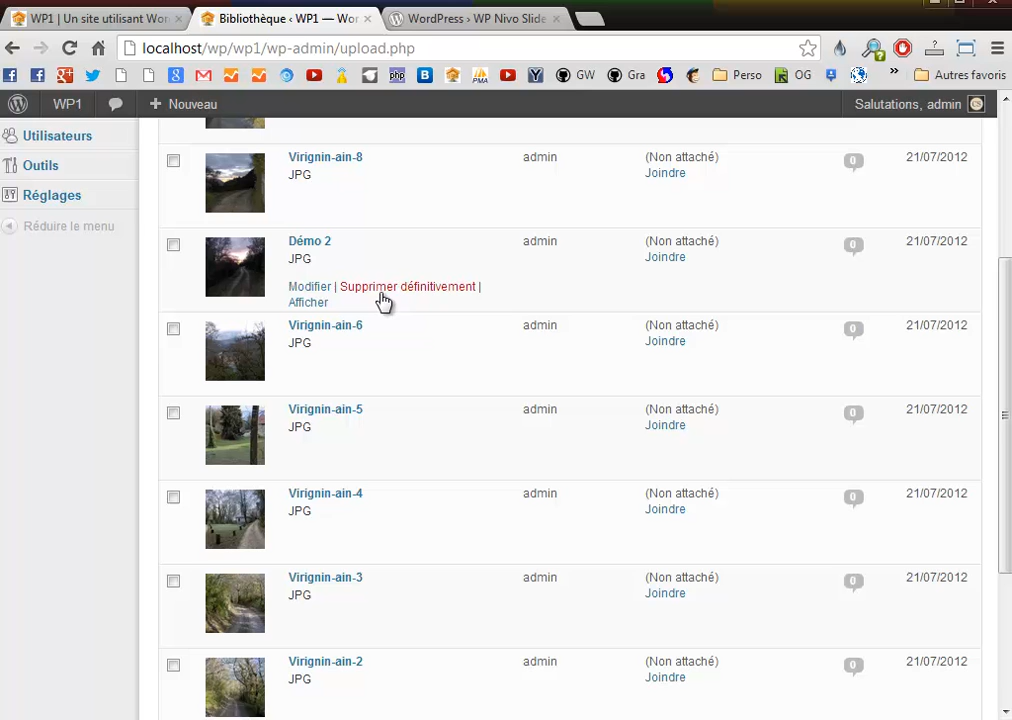 WP1 | Un site utilisant Wor
Bibliothèque ‹ WP1 — Wor
WordPress › WP Nivo Slide
localhost/wp/wp1/wp-admin/upload.php
GW
Gra
Perso
OG
Autres favoris
WP1
Nouveau
Salutations, admin
Utilisateurs
Outils
Réglages
Réduire le menu
Virignin-ain-8 admin (Non attaché) 0 21/07/2012
JPG Joindre
Démo 2 admin (Non attaché) 0 21/07/2012
JPG Joindre
Modifier | Supprimer définitivement |
Afficher
Virignin-ain-6 admin (Non attaché) 0 21/07/2012
JPG Joindre
Virignin-ain-5 admin (Non attaché) 0 21/07/2012
JPG Joindre
Virignin-ain-4 admin (Non attaché) 0 21/07/2012
JPG Joindre
Virignin-ain-3 admin (Non attaché) 0 21/07/2012
JPG Joindre
Virignin-ain-2 admin (Non attaché) 0 21/07/2012
JPG Joindre